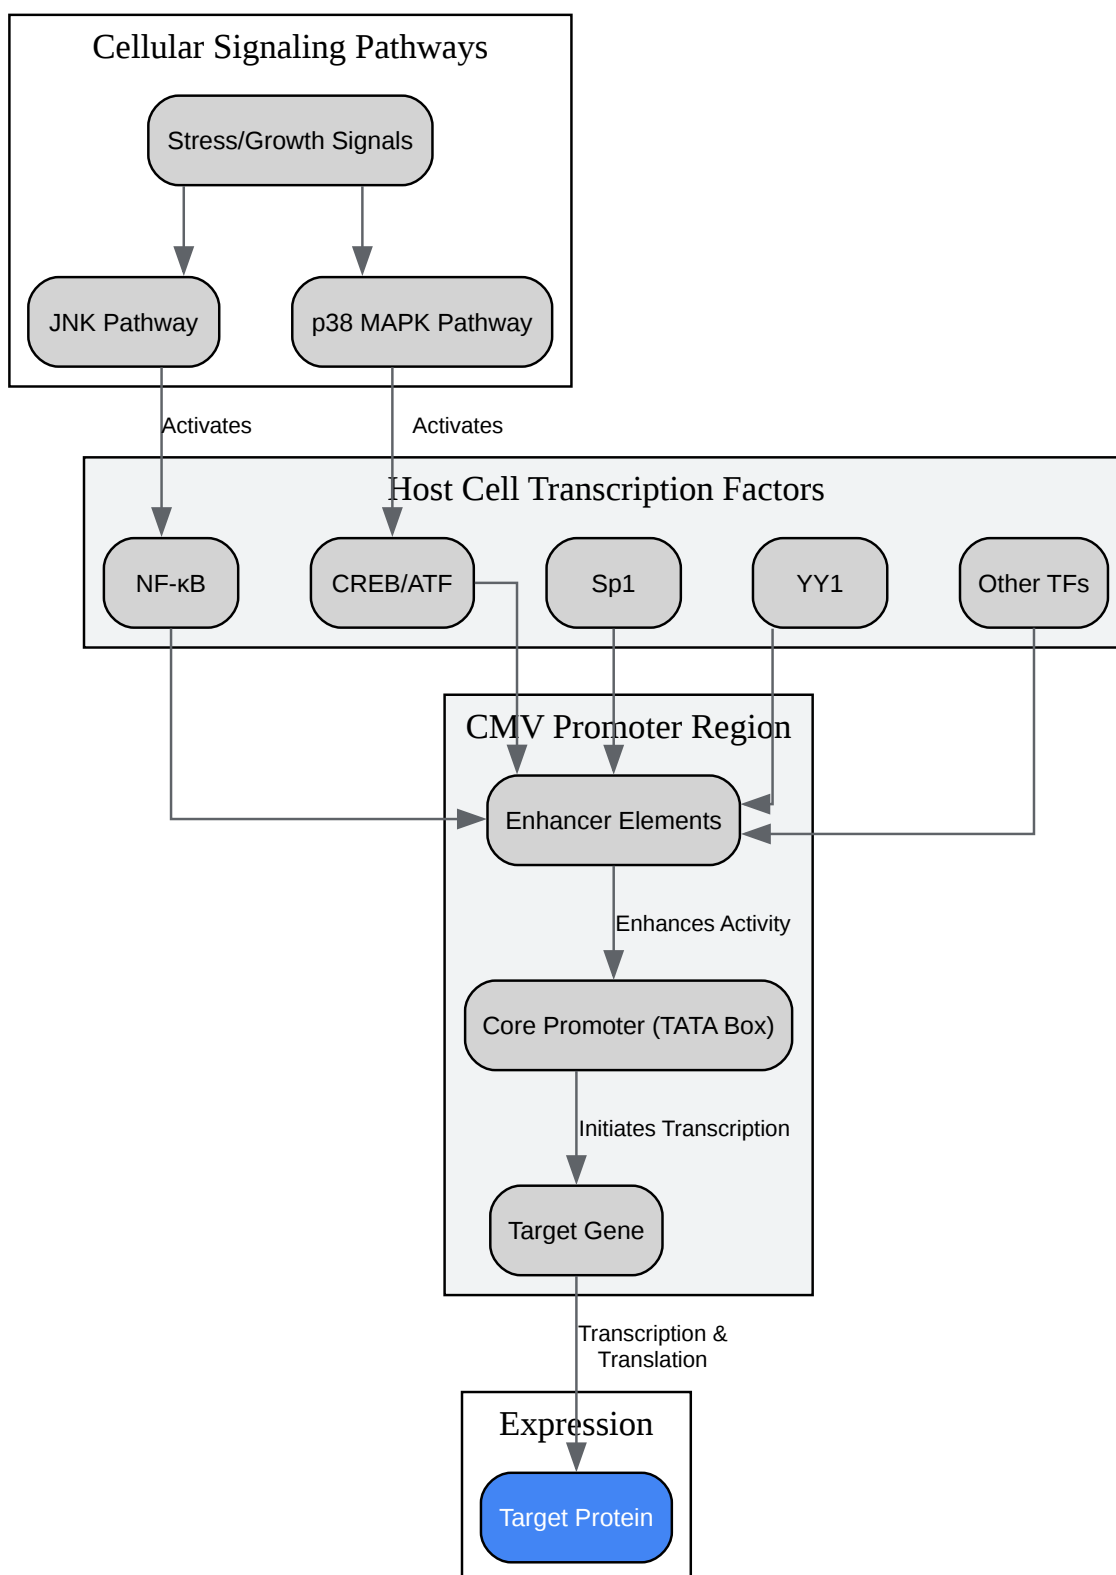 Cellular Signaling Pathways
Stress/Growth Signals
JNK Pathway
p38 MAPK Pathway
Activates
Activates
Host Cell Transcription Factors
NF-κB
CREB/ATF
Sp1
YY1
Other TFs
CMV Promoter Region
Enhancer Elements
Enhances Activity
Core Promoter (TATA Box)
Initiates Transcription
Target Gene
Transcription &
Translation
Expression
Target Protein